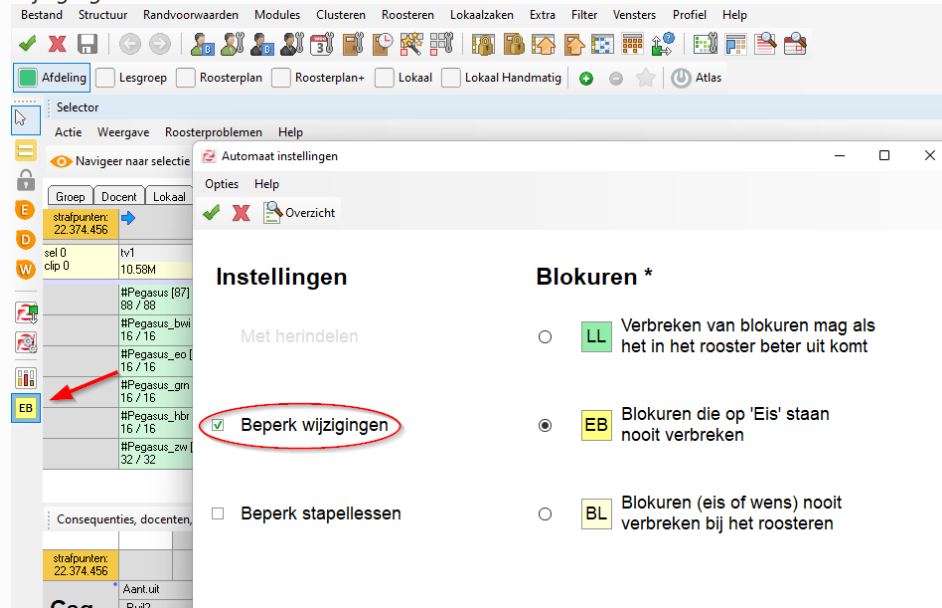 Bestand Structuur Randvoorwaarden Modules Clusteren Roosteren Lokaalzaken Extra Filter Vensters Profiel Help
Afdeling Lesgroep Roosterplan Roosterplan+ Lokaal Lokaal Handmatig Atlas
Selector
Actie Weergave Roosterproblemen Help
Navigeer naar selectie
Groep Docent Lokaal
strafpunten:
22.374.456
sel 0 tv1
clip 0 10.58M
#Pegasus [87]
88 / 88
#Pegasus_bwi
16 / 16
#Pegasus_eo [
16 / 16
#Pegasus_grn
16 / 16
#Pegasus_hbr
16 / 16
#Pegasus_zw [
32 / 32
E
D
W
EB
Consequenties, docenten,
strafpunten:
22.374.456
Aant.uit
Automaat instellingen
Opties Help
Overzicht
Instellingen
Met herindelen
Beperk wijzigingen
Beperk stapellessen
Blokuren *
LL Verbreken van blokuren mag als
het in het rooster beter uit komt
EB Blokuren die op 'Eis' staan
nooit verbreken
BL Blokuren (eis of wens) nooit
verbreken bij het roosteren